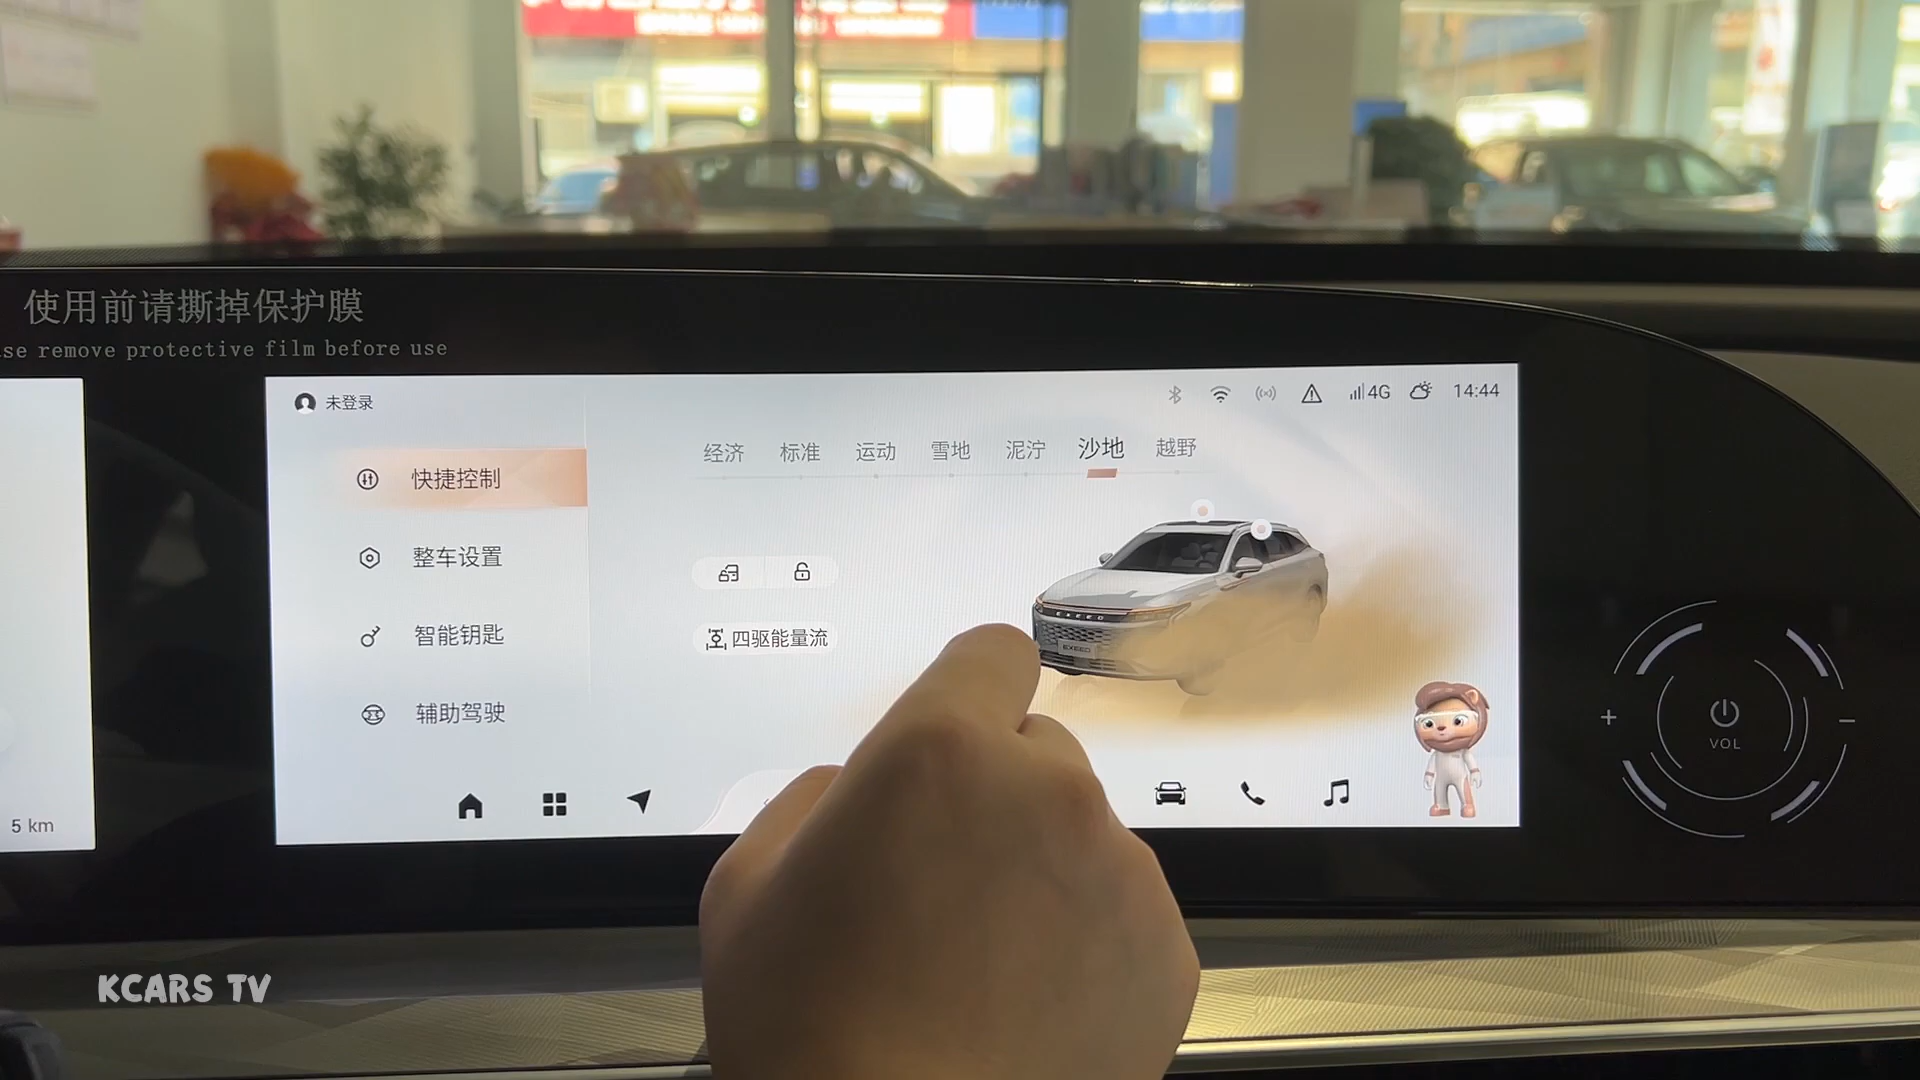 使用前请撕掉保护膜
se remove protective film before use
未登录
4G
14:44
经济 标准 运动 雪地 泥泞 沙地 越野
快捷控制
整车设置
智能钥匙
辅助驾驶
四驱能量流
EXEED
EXEED
5 km
+
VOL
−
KCARS TV